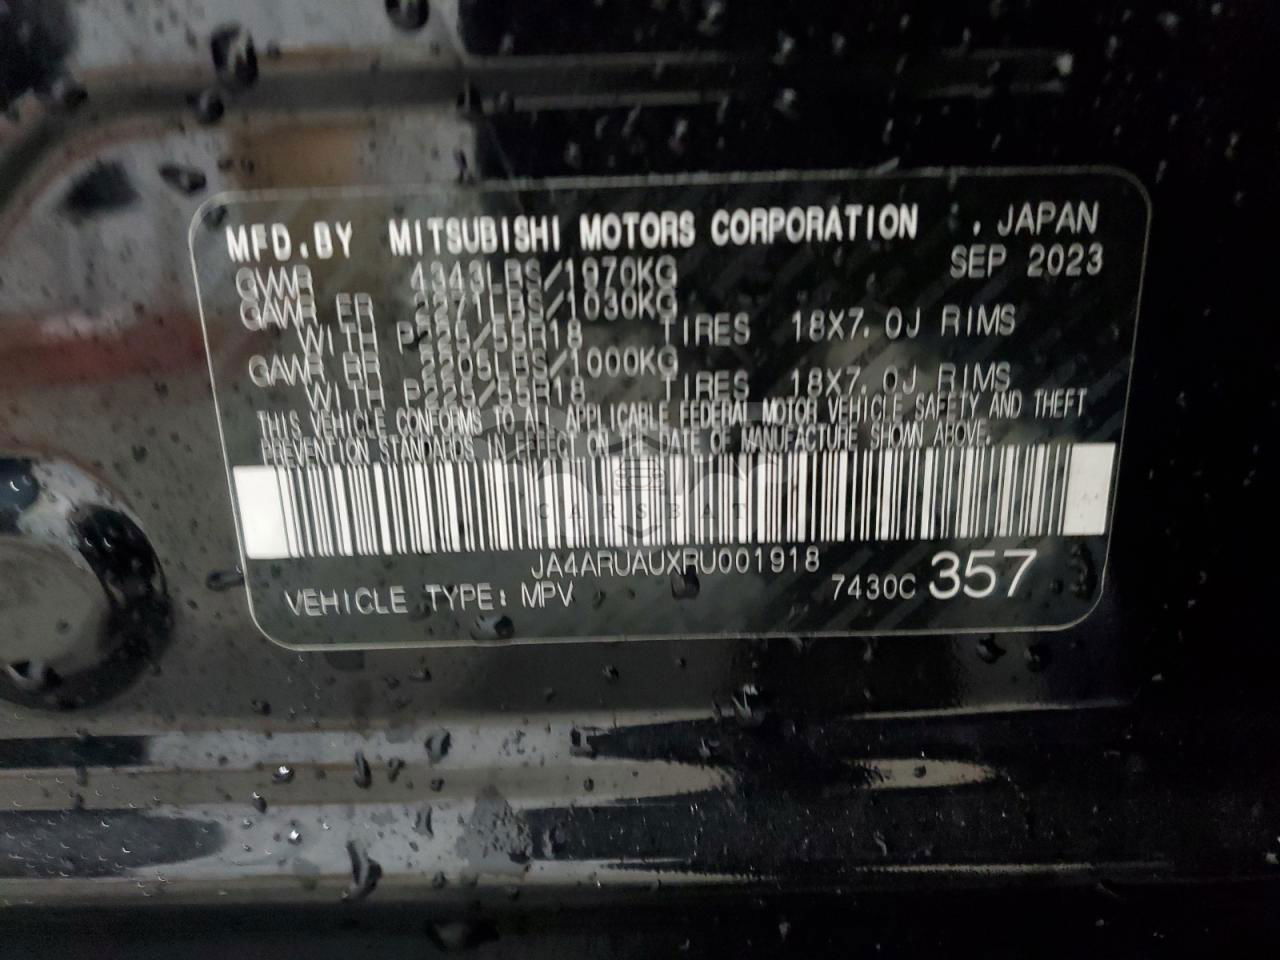 MFD.BY MITSUBISHI MOTORS CORPORATION , JAPAN
SEP 2023
GVWR 4343LBS/1970KG
GAWR FR 2271LBS/1030KG
WITH P225/55R18 TIRES 18X7.0J RIMS
GAWR RR 2205LBS/1000KG
WITH P225/55R18 TIRES 18X7.0J RIMS
THIS VEHICLE CONFORMS TO ALL APPLICABLE FEDERAL MOTOR VEHICLE SAFETY AND THEFT
PREVENTION STANDARDS IN EFFECT ON THE DATE OF MANUFACTURE SHOWN ABOVE.
CARSBAT
JA4ARUAUXRU001918
VEHICLE TYPE: MPV 7430C 357